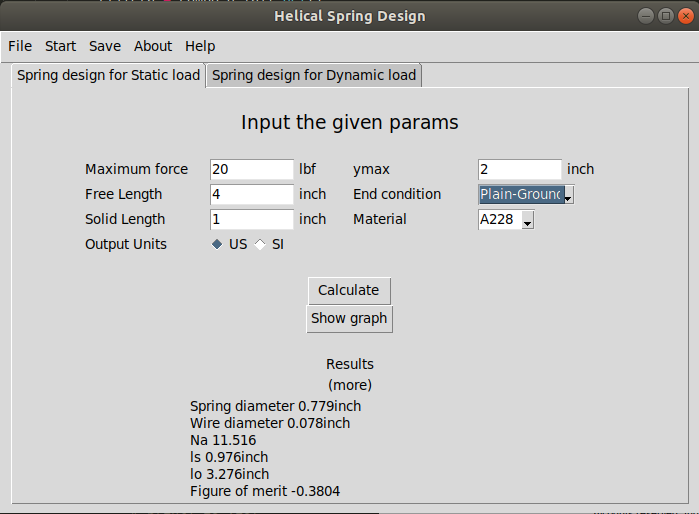 Helical Spring Design
File Start Save About Help
Spring design for Static load Spring design for Dynamic load
Input the given params
Maximum force 20 lbf ymax 2 inch
Free Length 4 inch End condition Plain-Ground
Solid Length 1 inch Material A228
Output Units US SI
Calculate
Show graph
Results
(more)
Spring diameter 0.779inch
Wire diameter 0.078inch
Na 11.516
ls 0.976inch
lo 3.276inch
Figure of merit -0.3804